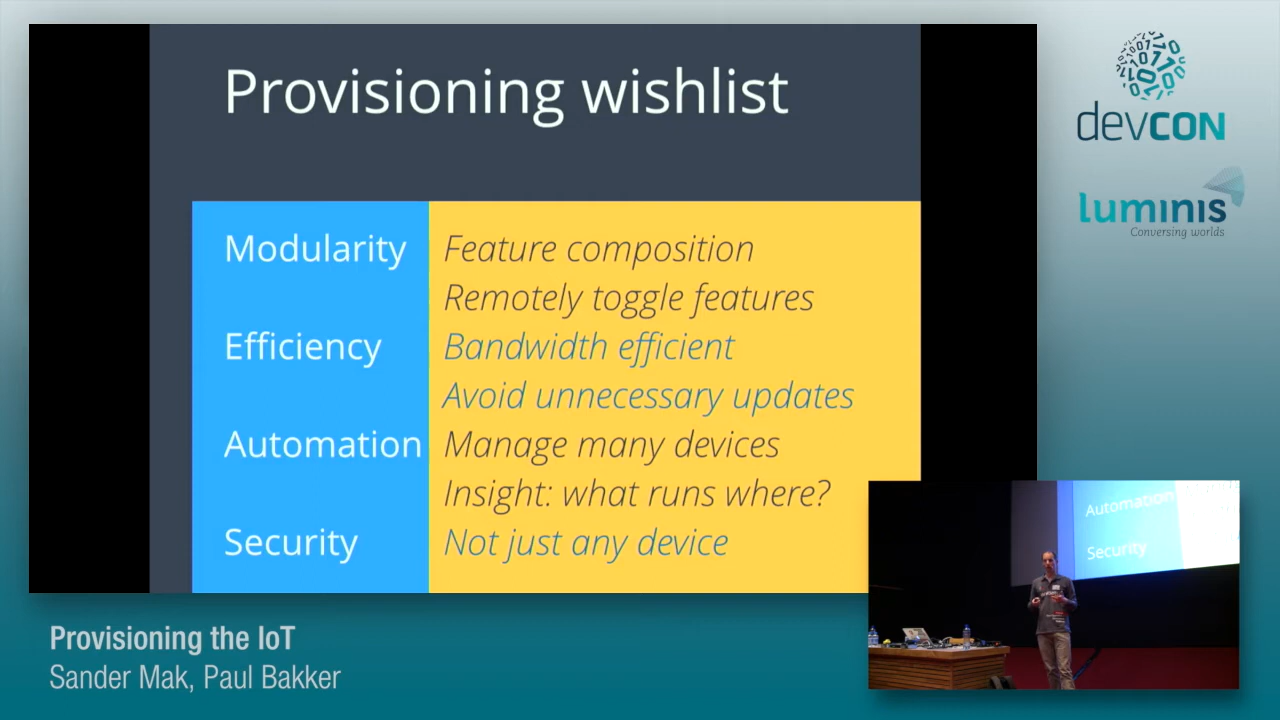 Provisioning wishlist
Modularity Feature composition
Remotely toggle features
Efficiency Bandwidth efficient
Avoid unnecessary updates
Automation Manage many devices
Insight: what runs where?
Security Not just any device
devCON
luminis
Conversing worlds
Automation
Security
Provisioning the IoT
Sander Mak, Paul Bakker